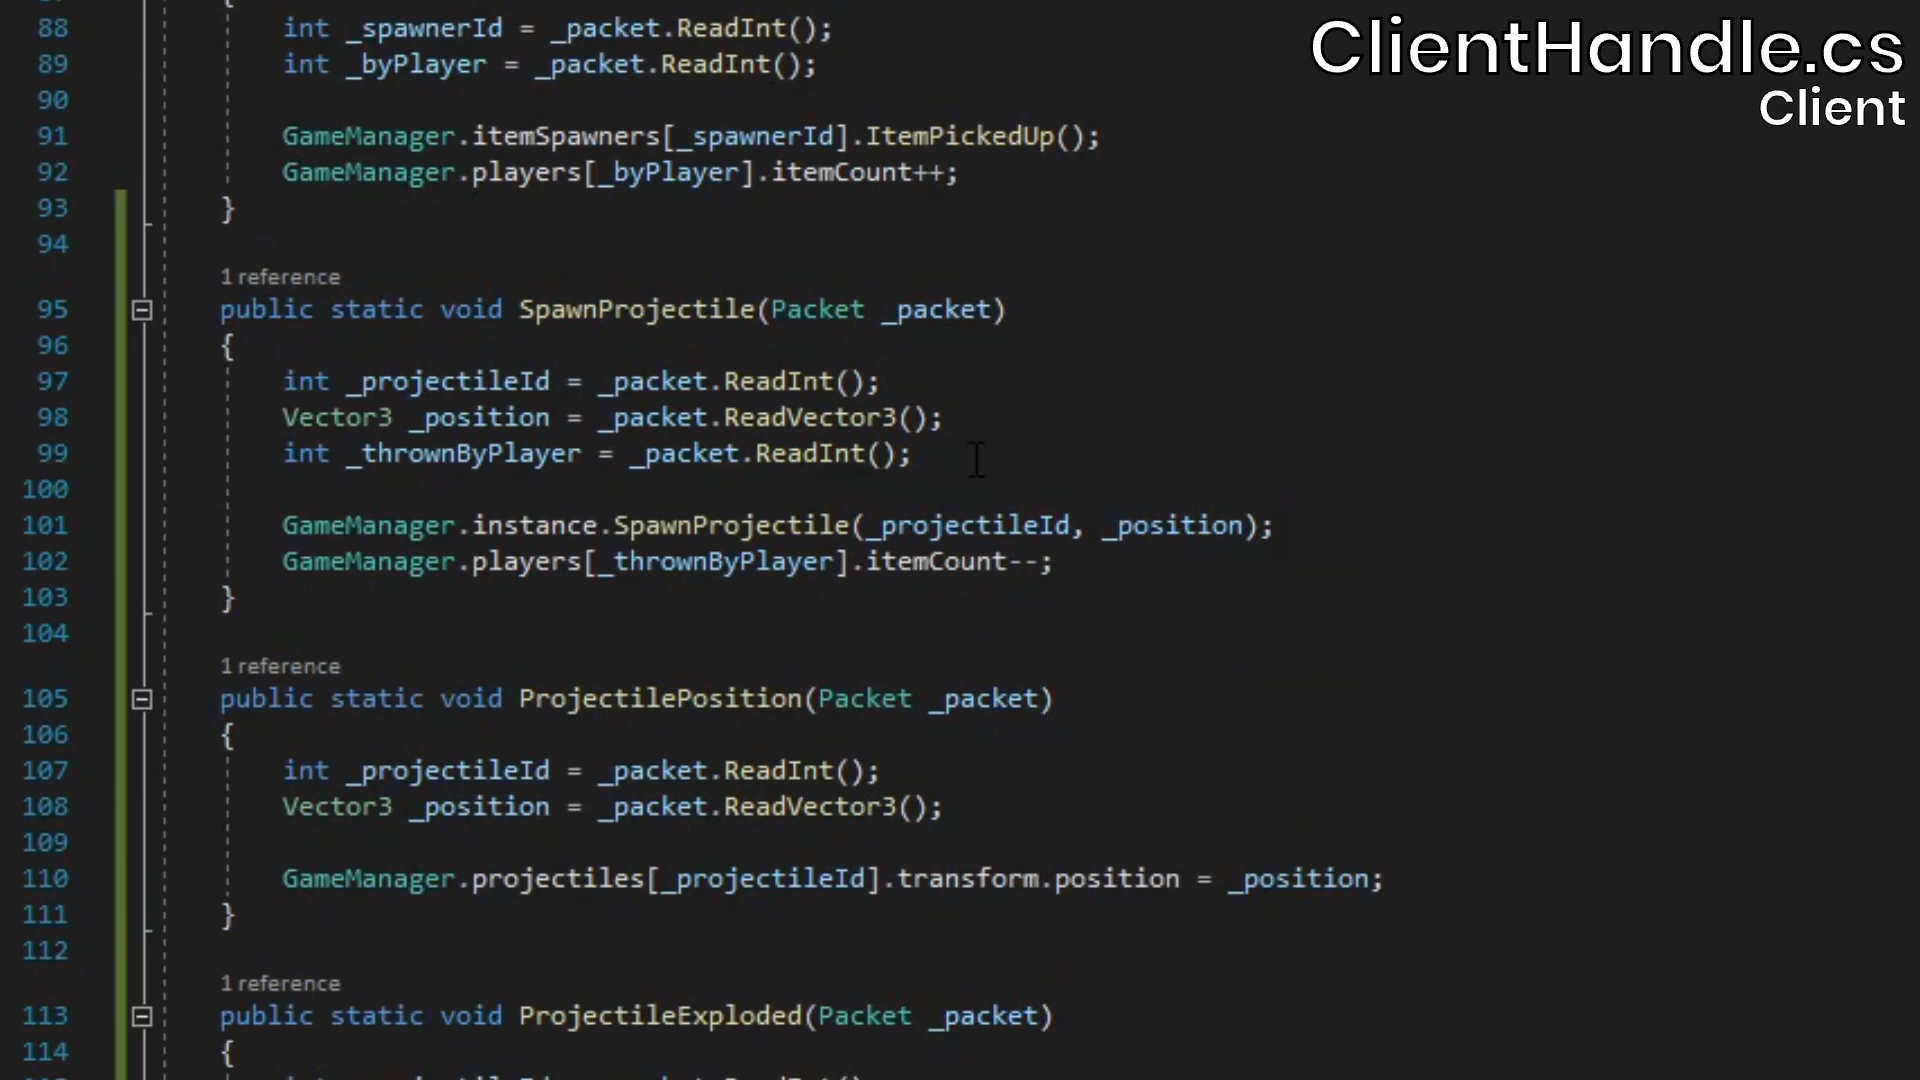 ClientHandle.cs
Client
88 int _spawnerId = _packet.ReadInt();
89 int _byPlayer = _packet.ReadInt();
90
91 GameManager.itemSpawners[_spawnerId].ItemPickedUp();
92 GameManager.players[_byPlayer].itemCount++;
93 }
94
1 reference
95 public static void SpawnProjectile(Packet _packet)
96 {
97 int _projectileId = _packet.ReadInt();
98 Vector3 _position = _packet.ReadVector3();
99 int _thrownByPlayer = _packet.ReadInt();
100
101 GameManager.instance.SpawnProjectile(_projectileId, _position);
102 GameManager.players[_thrownByPlayer].itemCount--;
103 }
104
1 reference
105 public static void ProjectilePosition(Packet _packet)
106 {
107 int _projectileId = _packet.ReadInt();
108 Vector3 _position = _packet.ReadVector3();
109
110 GameManager.projectiles[_projectileId].transform.position = _position;
111 }
112
1 reference
113 public static void ProjectileExploded(Packet _packet)
114 {